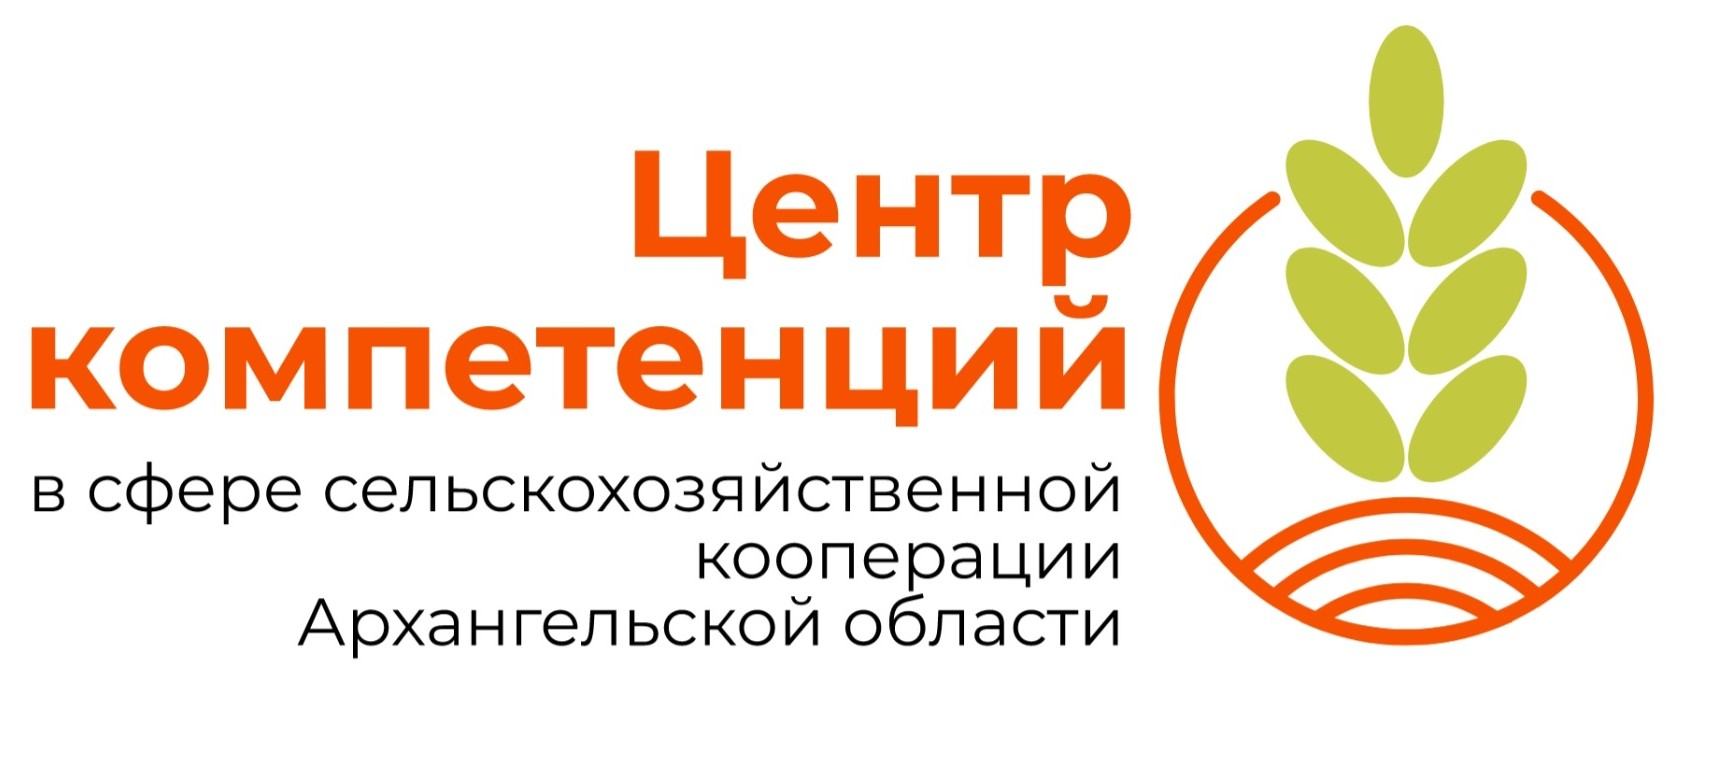 Центр
компетенций
в сфере сельскохозяйственной
кооперации
Архангельской области